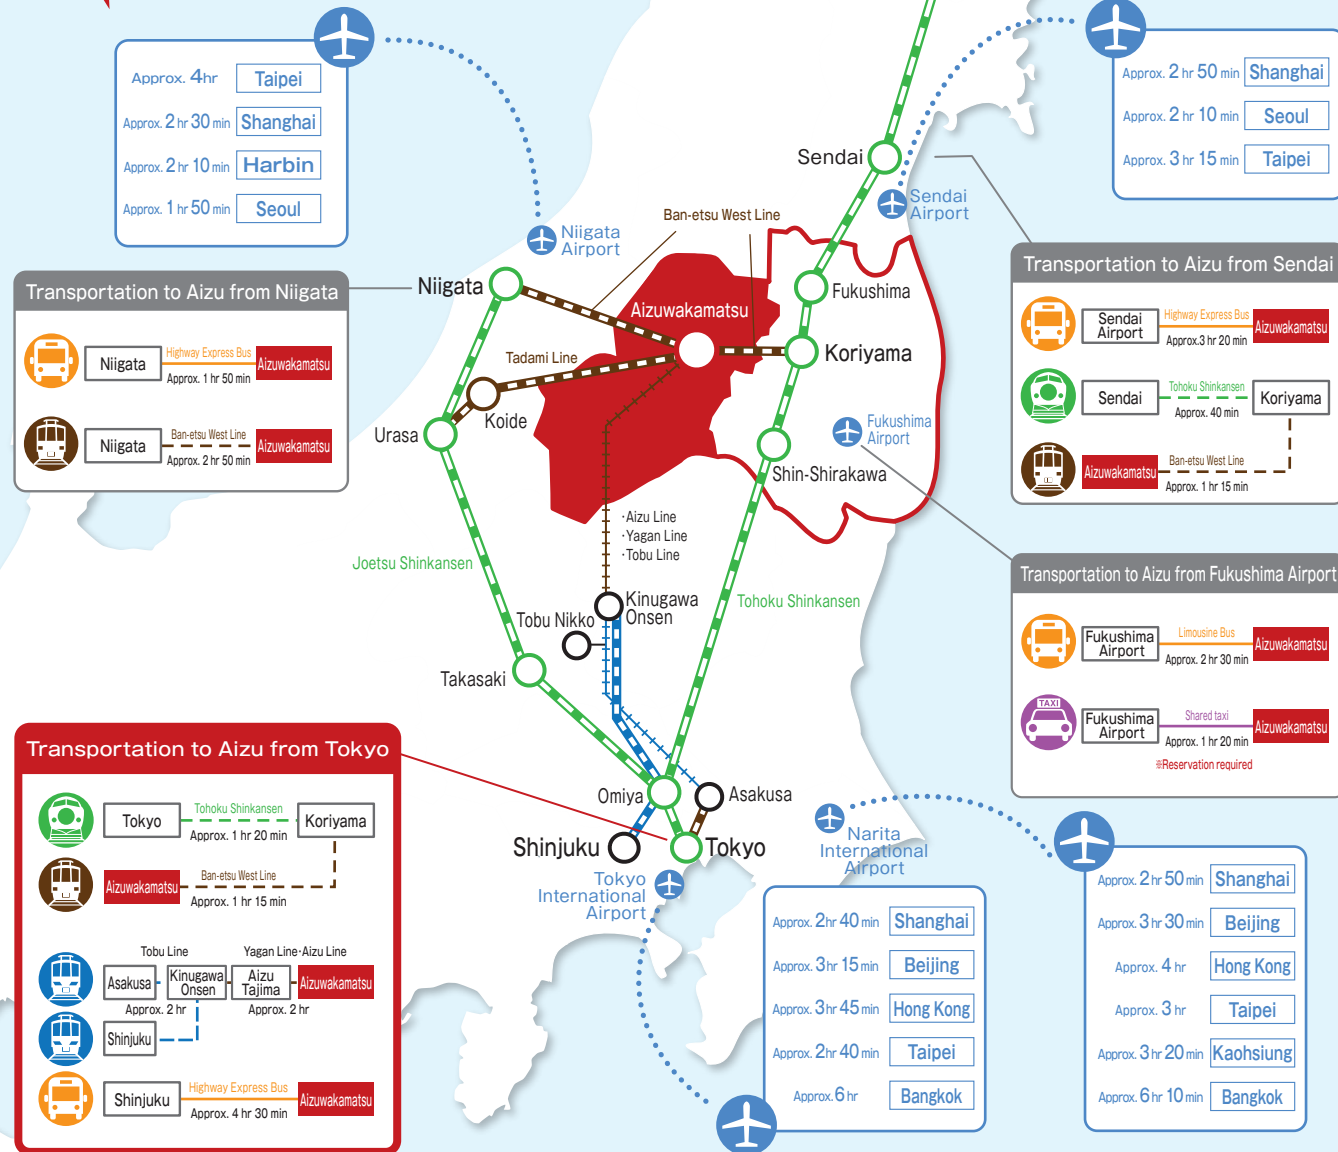 Approx. 4hr Taipei
Approx. 2 hr 30 min Shanghai
Approx. 2 hr 10 min Harbin
Approx. 1 hr 50 min Seoul
Approx. 2 hr 50 min Shanghai
Approx. 2 hr 10 min Seoul
Approx. 3 hr 15 min Taipei
Sendai
Sendai
Airport
Ban-etsu West Line
Niigata
Airport
Niigata
Fukushima
Aizuwakamatsu
Koriyama
Tadami Line
Koide
Urasa
Fukushima
Airport
Shin-Shirakawa
·Aizu Line
·Yagan Line
·Tobu Line
Joetsu Shinkansen
Tohoku Shinkansen
Kinugawa
Onsen
Tobu Nikko
Takasaki
Omiya
Asakusa
Shinjuku
Tokyo
Narita
International
Airport
Tokyo
International
Airport
Transportation to Aizu from Niigata
Niigata Highway Express Bus Aizuwakamatsu
Approx. 1 hr 50 min
Niigata Ban-etsu West Line Aizuwakamatsu
Approx. 2 hr 50 min
Transportation to Aizu from Sendai
Sendai
Airport Highway Express Bus Aizuwakamatsu
Approx.3 hr 20 min
Sendai Tohoku Shinkansen Koriyama
Approx. 40 min
Aizuwakamatsu Ban-etsu West Line
Approx. 1 hr 15 min
Transportation to Aizu from Fukushima Airport
Fukushima
Airport Limousine Bus Aizuwakamatsu
Approx. 2 hr 30 min
Fukushima
Airport Shared taxi Aizuwakamatsu
Approx. 1 hr 20 min
TAXI
※Reservation required
Transportation to Aizu from Tokyo
Tokyo Tohoku Shinkansen Koriyama
Approx. 1 hr 20 min
Aizuwakamatsu Ban-etsu West Line
Approx. 1 hr 15 min
Tobu Line Yagan Line·Aizu Line
Asakusa Kinugawa
Onsen Aizu
Tajima Aizuwakamatsu
Approx. 2 hr Approx. 2 hr
Shinjuku
Shinjuku Highway Express Bus Aizuwakamatsu
Approx. 4 hr 30 min
Approx. 2hr 40 min Shanghai
Approx. 3hr 15 min Beijing
Approx. 3hr 45 min Hong Kong
Approx. 2hr 40 min Taipei
Approx.6 hr Bangkok
Approx. 2 hr 50 min Shanghai
Approx. 3 hr 30 min Beijing
Approx. 4 hr Hong Kong
Approx. 3 hr Taipei
Approx. 3 hr 20 min Kaohsiung
Approx. 6 hr 10 min Bangkok